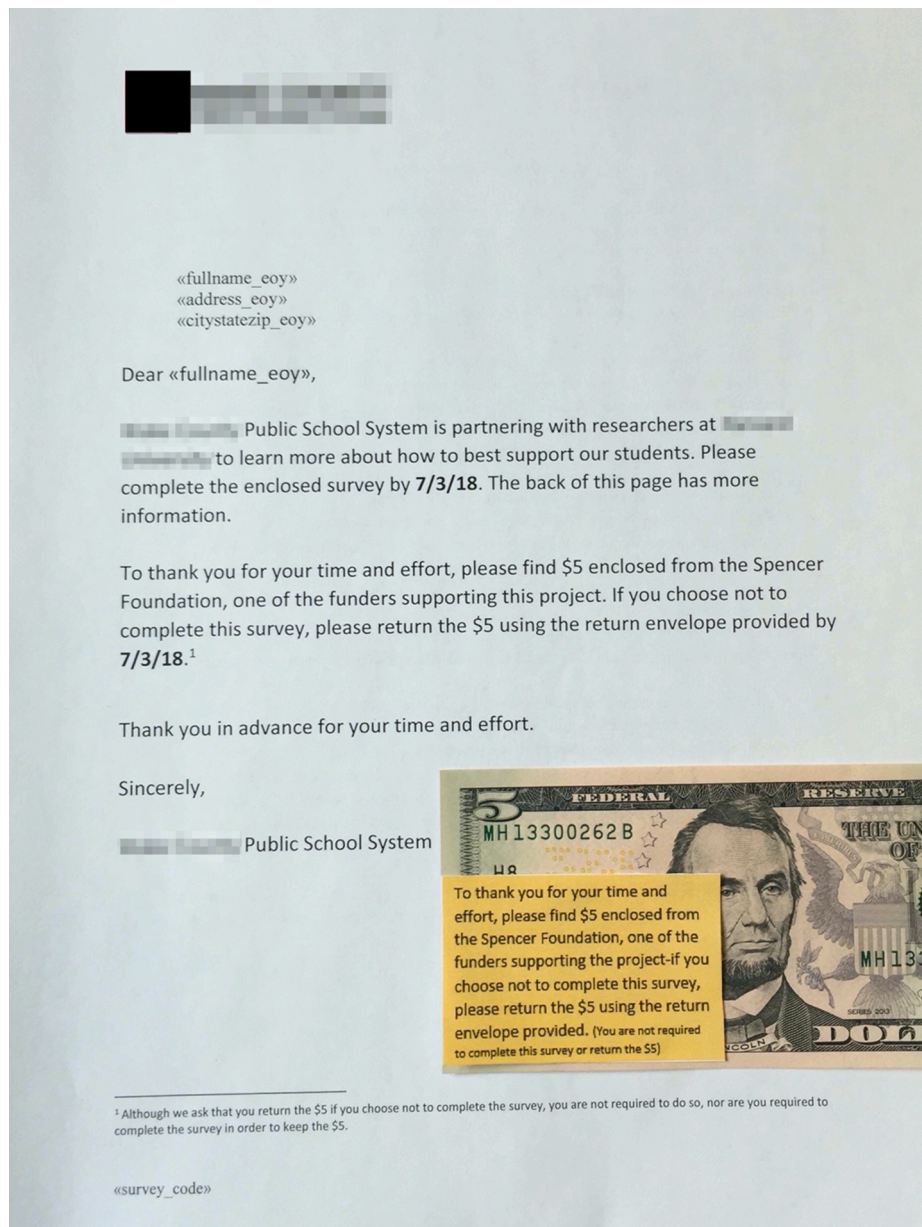 «fullname_eoy»
«address_eoy»
«citystatezip_eoy»
Dear «fullname_eoy»,
Public School System is partnering with researchers at
to learn more about how to best support our students. Please
complete the enclosed survey by 7/3/18. The back of this page has more
information.
To thank you for your time and effort, please find $5 enclosed from the Spencer
Foundation, one of the funders supporting this project. If you choose not to
complete this survey, please return the $5 using the return envelope provided by
7/3/18.¹
Thank you in advance for your time and effort.
Sincerely,
Public School System
5 FEDERAL RESERVE
MH 13300262 B
THE UN
OF
H8
To thank you for your time and
effort, please find $5 enclosed from
the Spencer Foundation, one of the
funders supporting the project-if you
choose not to complete this survey,
please return the $5 using the return
envelope provided. (You are not required
to complete this survey or return the $5)
MH 133
SERIES 2013
DOL
¹ Although we ask that you return the $5 if you choose not to complete the survey, you are not required to do so, nor are you required to
complete the survey in order to keep the $5.
«survey_code»